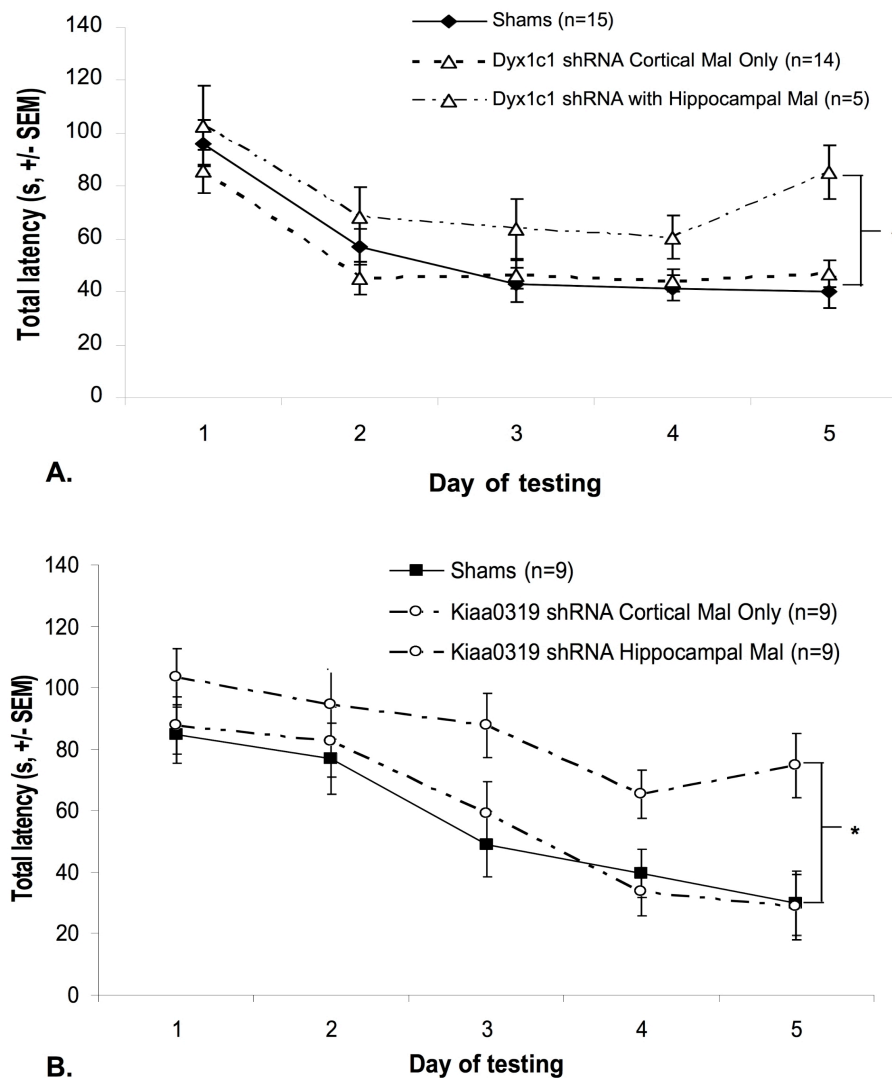 140
120
100
80
60
40
20
0
Total latency (s, +/- SEM)
Shams (n=15)
Dyx1c1 shRNA Cortical Mal Only (n=14)
Dyx1c1 shRNA with Hippocampal Mal (n=5)
1 2 3 4 5
A.
Day of testing
140
120
100
80
60
40
20
0
Total latency (s, +/- SEM)
Shams (n=9)
Kiaa0319 shRNA Cortical Mal Only (n=9)
Kiaa0319 shRNA Hippocampal Mal (n=9)
*
1 2 3 4 5
B.
Day of testing